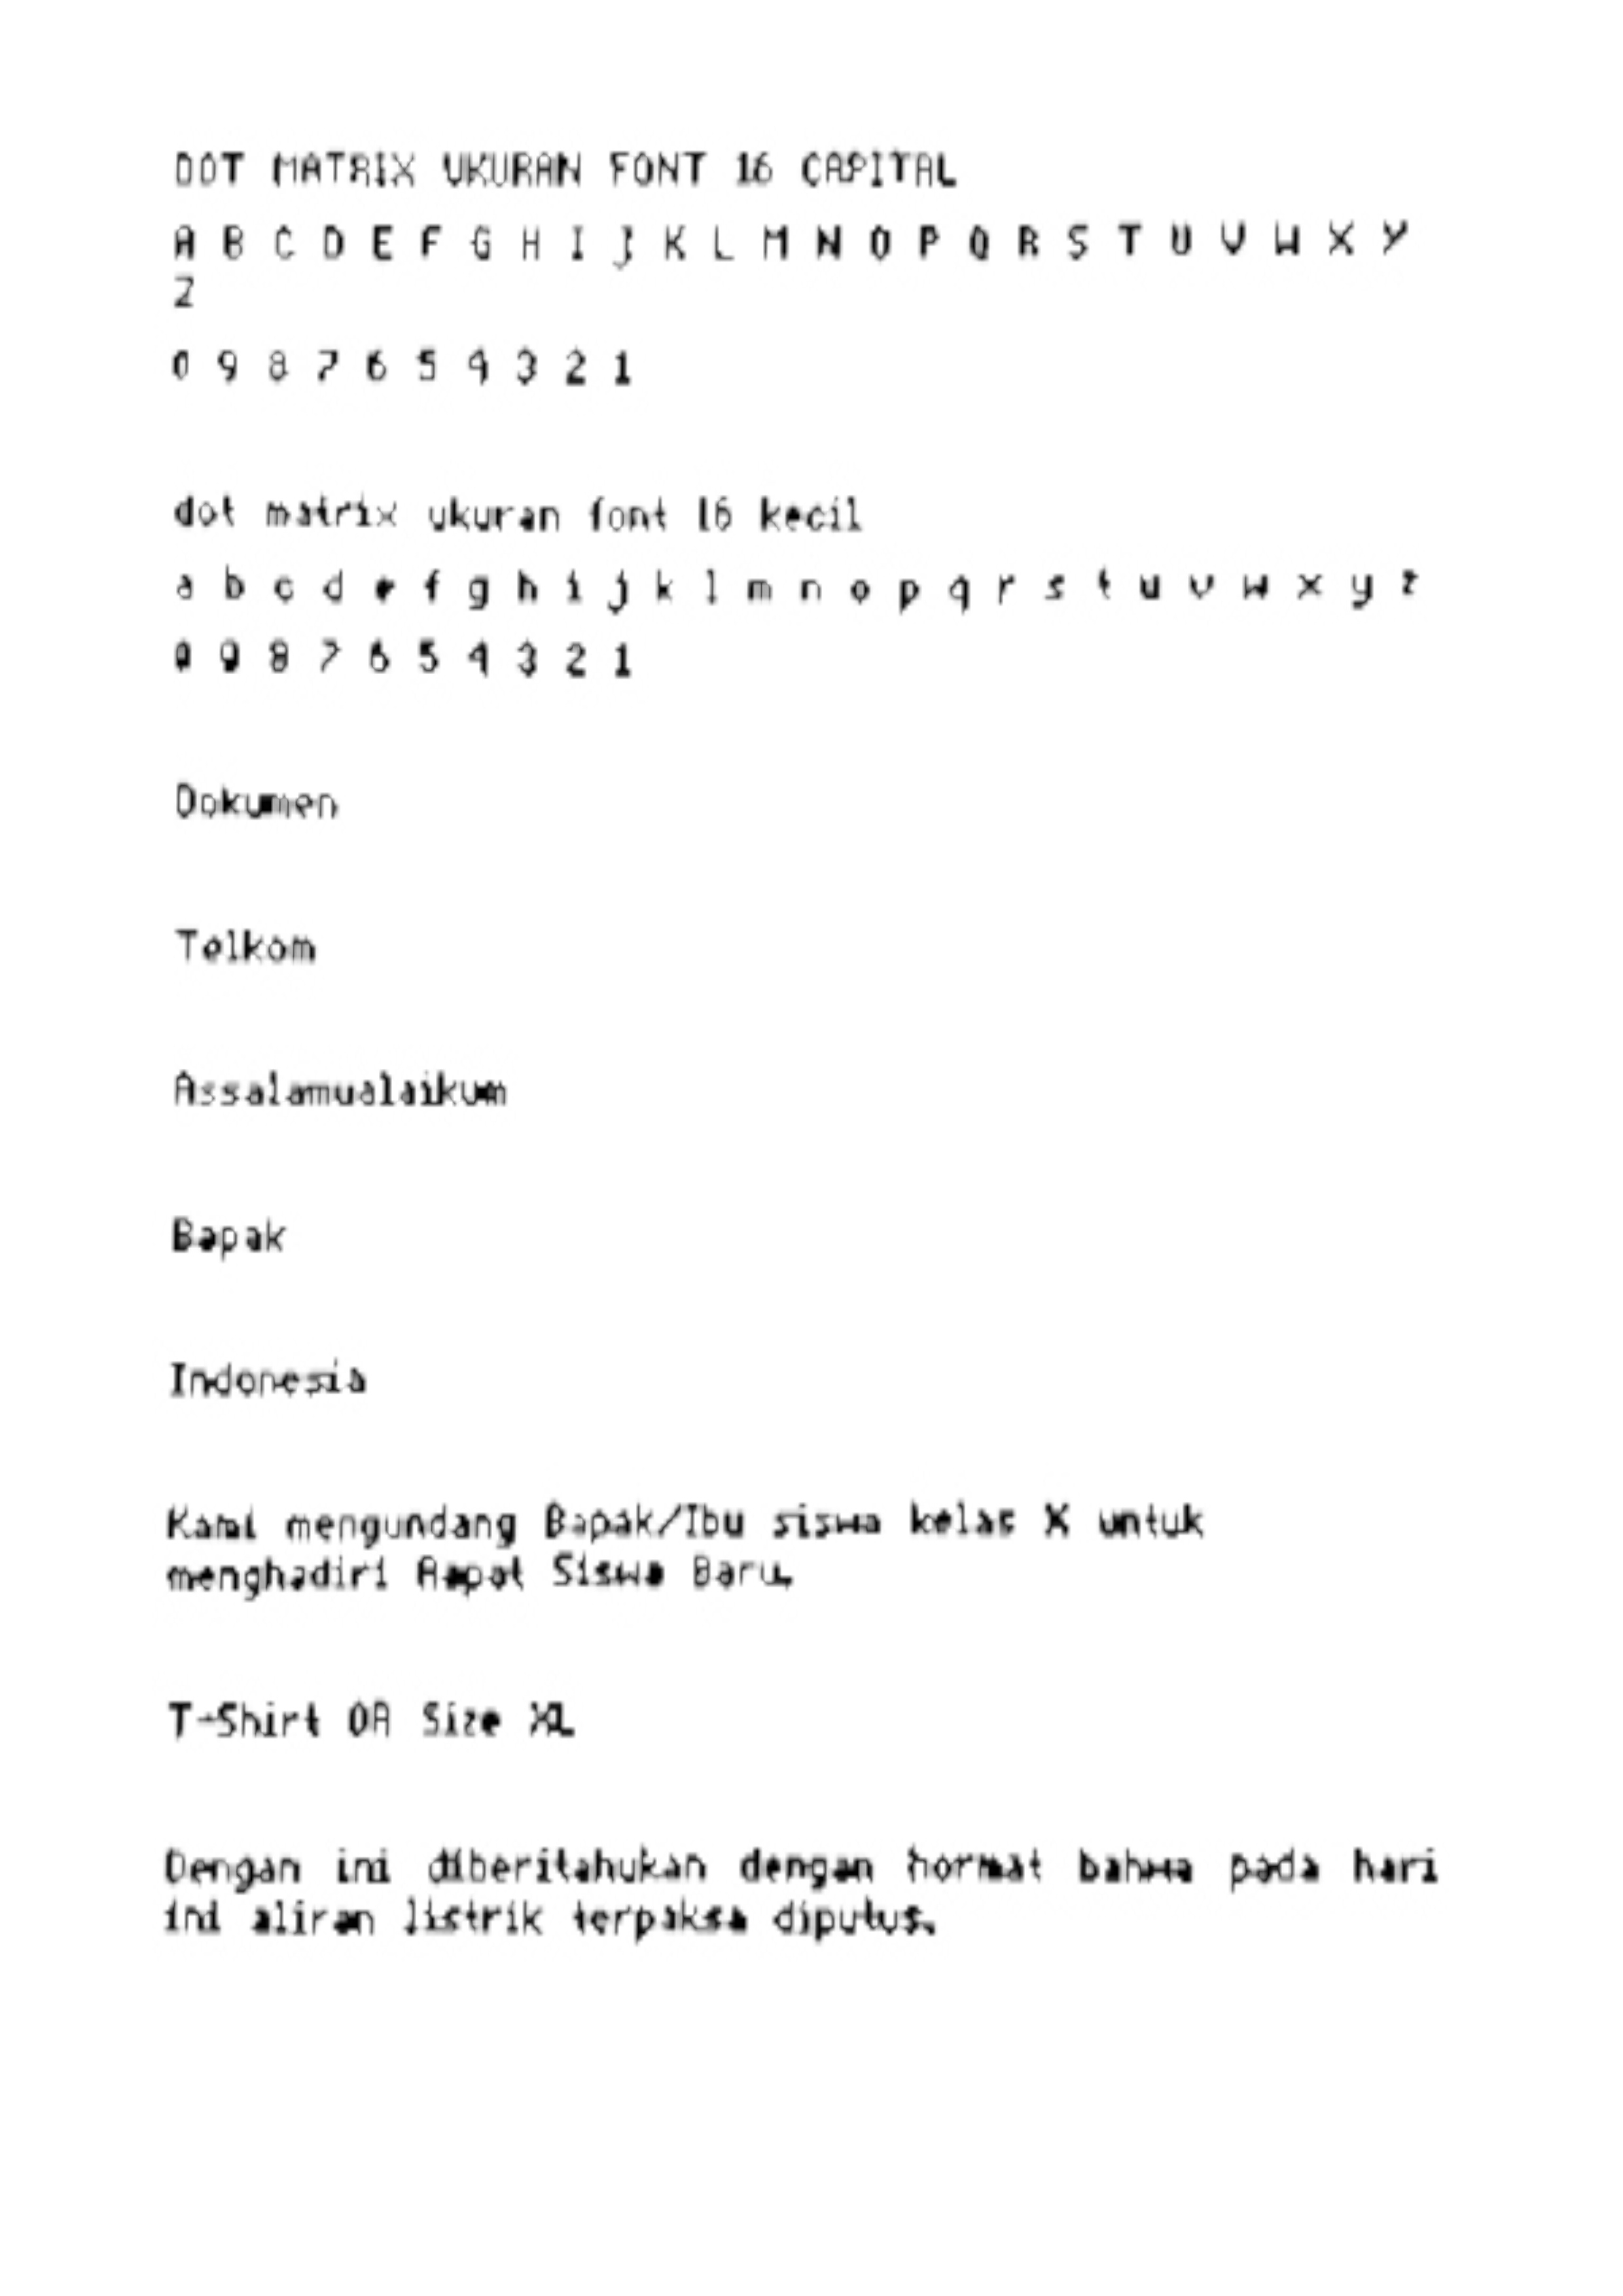 DOT MATRIX UKURAN FONT 16 CAPITAL
A B C D E F G H I J K L M N O P Q R S T U V W X Y
Z
0 9 8 7 6 5 4 3 2 1
dot matrix ukuran font 16 kecil
a b c d e f g h i j k l m n o p q r s t u v w x y z
0 9 8 7 6 5 4 3 2 1
Dokumen
Telkom
Assalamualaikum
Bapak
Indonesia
Kami mengundang Bapak/Ibu siswa kelas X untuk
menghadiri Rapat Siswa Baru.
T-Shirt OR Size XL
Dengan ini diberitahukan dengan hormat bahwa pada hari
ini aliran listrik terpaksa diputus.